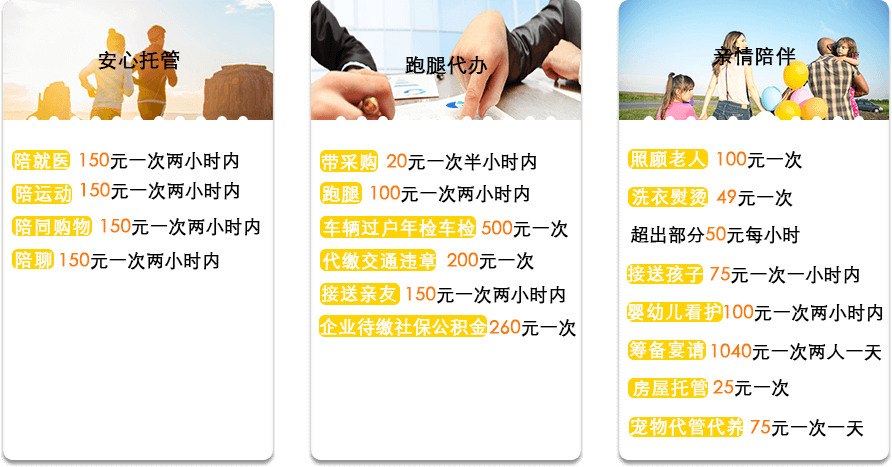 安心托管
陪就医 150元一次两小时内
陪运动 150元一次两小时内
陪同购物 150元一次两小时内
陪聊 150元一次两小时内
跑腿代办
带采购 20元一次半小时内
跑腿 100元一次两小时内
车辆过户年检车检 500元一次
代缴交通违章 200元一次
接送亲友 150元一次两小时内
企业待缴社保公积金260元一次
亲情陪伴
照顾老人 100元一次
洗衣熨烫 49元一次
超出部分50元每小时
接送孩子 75元一次一小时内
婴幼儿看护100元一次两小时内
筹备宴请 1040元一次两人一天
房屋托管 25元一次
宠物代管代养 75元一次一天